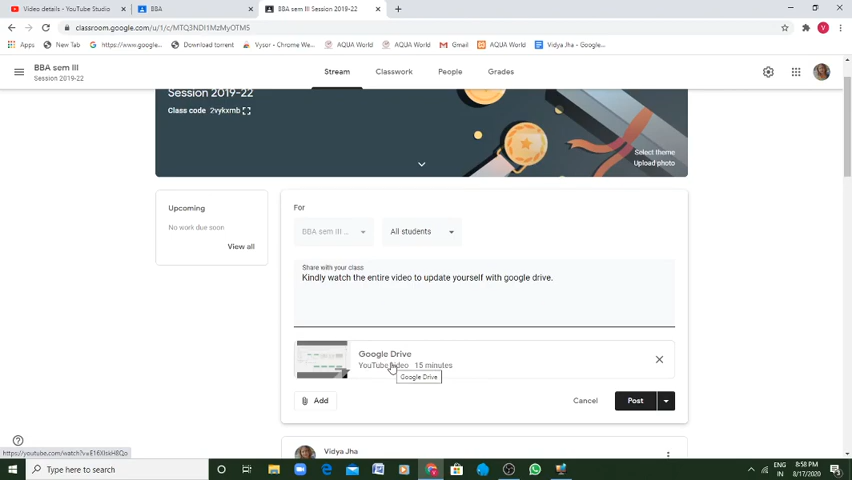 Video details - YouTube Studio
BBA
BBA sem III Session 2019-22
classroom.google.com/u/1/c/MTQ3NDI1MzMyOTM5
Apps
New Tab
https://www.google...
Download torrent
Vysor - Chrome We...
AQUA World
AQUA World
Gmail
AQUA World
Vidya Jha - Google...
BBA sem III
Session 2019-22
Stream
Classwork
People
Grades
Session 2019-22
Class code 2vykxmb
Select theme
Upload photo
Upcoming
No work due soon
View all
For
BBA sem III ...
All students
Share with your class
Kindly watch the entire video to update yourself with google drive.
Google Drive
YouTube video 15 minutes
Google Drive
Add
Cancel
Post
Vidya Jha
https://youtube.com/watch?v=E16XIskH8Qo
Type here to search
ENG
IN
8:58 PM
8/17/2020